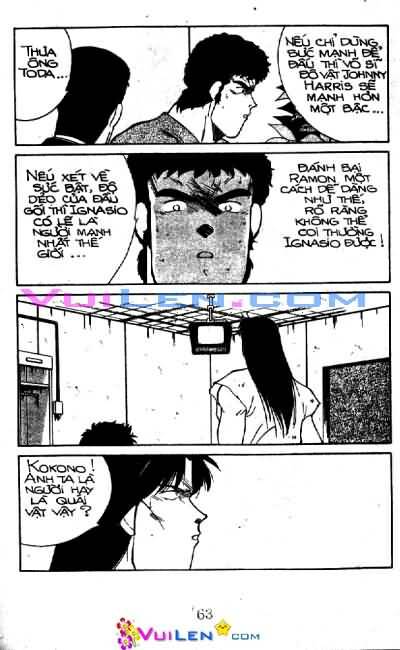 THƯA
ÔNG
TODA...
NẾU CHỈ DÙNG
SỨC MẠNH ĐỂ
ĐẤU THÌ VÕ SĨ
ĐÔ VẬT JOHNNY
HARRIS SẼ
MẠNH HƠN
MỘT BẬC...
NẾU XÉT VỀ
SỨC BẬT, ĐỘ
DẺO CỦA ĐẦU
GỐI THÌ IGNASIO
CÓ LẼ LÀ
NGƯỜI MẠNH
NHẤT THẾ
GIỚI...
ĐÁNH BẠI
RAMON MỘT
CÁCH DỄ DÀNG
NHƯ THẾ,
RÕ RÀNG
KHÔNG THỂ
COI THƯỜNG
IGNASIO ĐƯỢC!
VUILEN.COM
KOKONO!
ANH TA LÀ
NGƯỜI HAY
LÀ QUÁI
VẬT VẬY?
63
VUILEN.COM